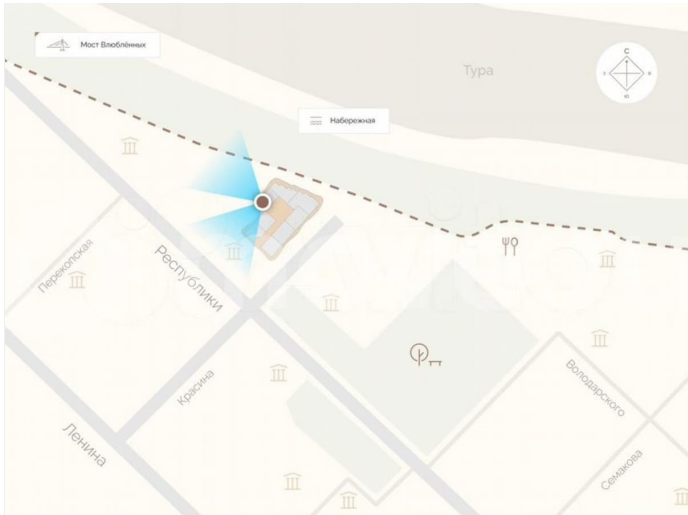 Мост Влюблённых
Тура
С
З
В
Ю
Набережная
Перекопская
Республики
Красина
Ленина
Володарского
Семакова